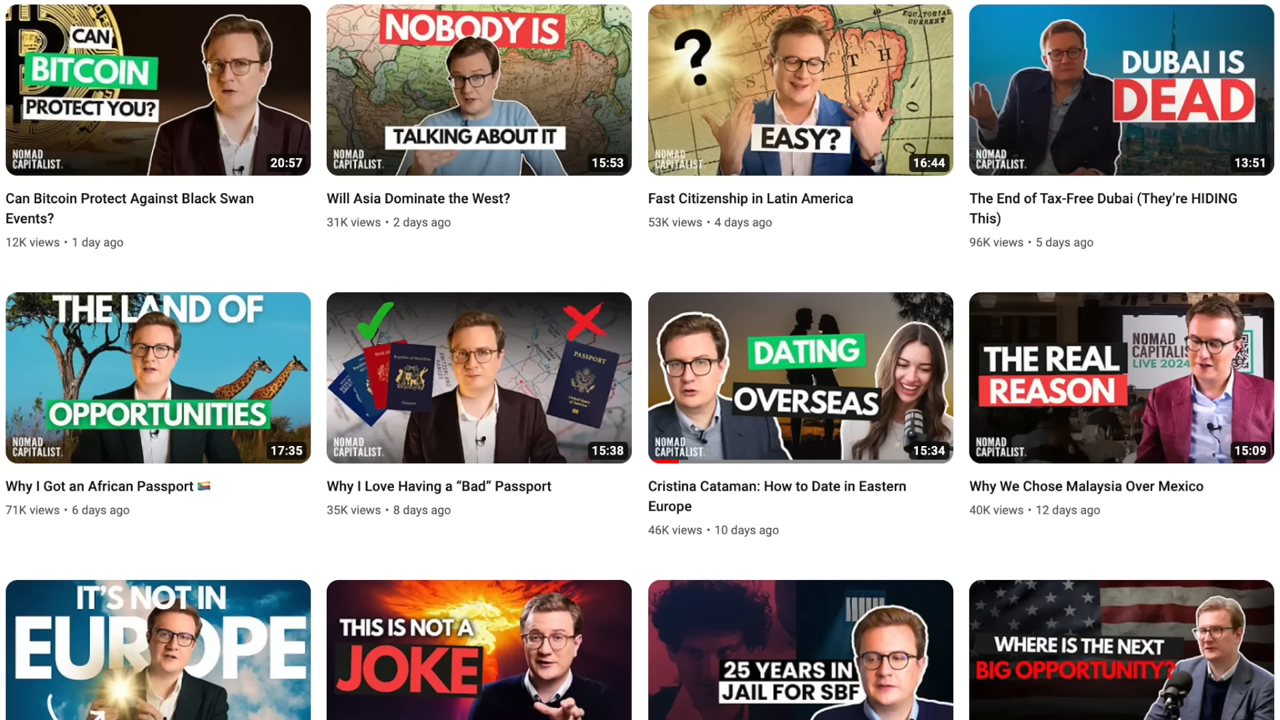 CAN
BITCOIN
PROTECT YOU?
NOMAD
CAPITALIST.
20:57
Can Bitcoin Protect Against Black Swan
Events?
12K views • 1 day ago
NOBODY IS
TALKING ABOUT IT
NOMAD
CAPITALIST.
15:53
Will Asia Dominate the West?
31K views • 2 days ago
?
EQUATORIAL
CURRENT
T H
EASY?
NOMAD
CAPITALIST.
16:44
Fast Citizenship in Latin America
53K views • 4 days ago
DUBAI IS
DEAD
NOMAD
CAPITALIST.
13:51
The End of Tax-Free Dubai (They’re HIDING
This)
96K views • 5 days ago
THE LAND OF
OPPORTUNITIES
NOMAD
CAPITALIST.
17:35
Why I Got an African Passport
71K views • 6 days ago
PASSPORT
NOMAD
CAPITALIST.
15:38
Why I Love Having a “Bad” Passport
35K views • 8 days ago
DATING
OVERSEAS
NOMAD
CAPITALIST.
15:34
Cristina Cataman: How to Date in Eastern
Europe
46K views • 10 days ago
THE REAL
REASON
NOMAD
CAPITALIS
LIVE 2024
NOMAD
CAPITALIST.
15:09
Why We Chose Malaysia Over Mexico
40K views • 12 days ago
IT’S NOT IN
EUROPE
THIS IS NOT A
JOKE
25 YEARS IN
JAIL FOR SBF
WHERE IS THE NEXT
BIG OPPORTUNITY?